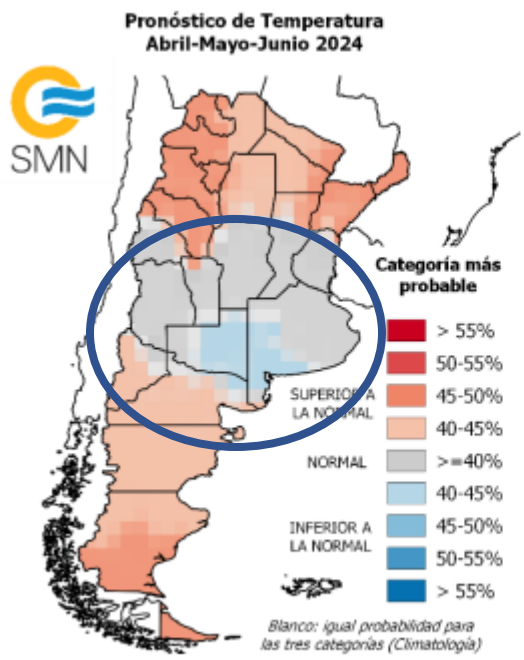 Pronóstico de Temperatura
Abril-Mayo-Junio 2024
SMN
Categoría más
probable
> 55%
50-55%
45-50%
SUPERIOR A
LA NORMAL
40-45%
NORMAL
>=40%
40-45%
INFERIOR A
LA NORMAL
45-50%
50-55%
> 55%
Blanco: igual probabilidad para
las tres categorías (Climatología)